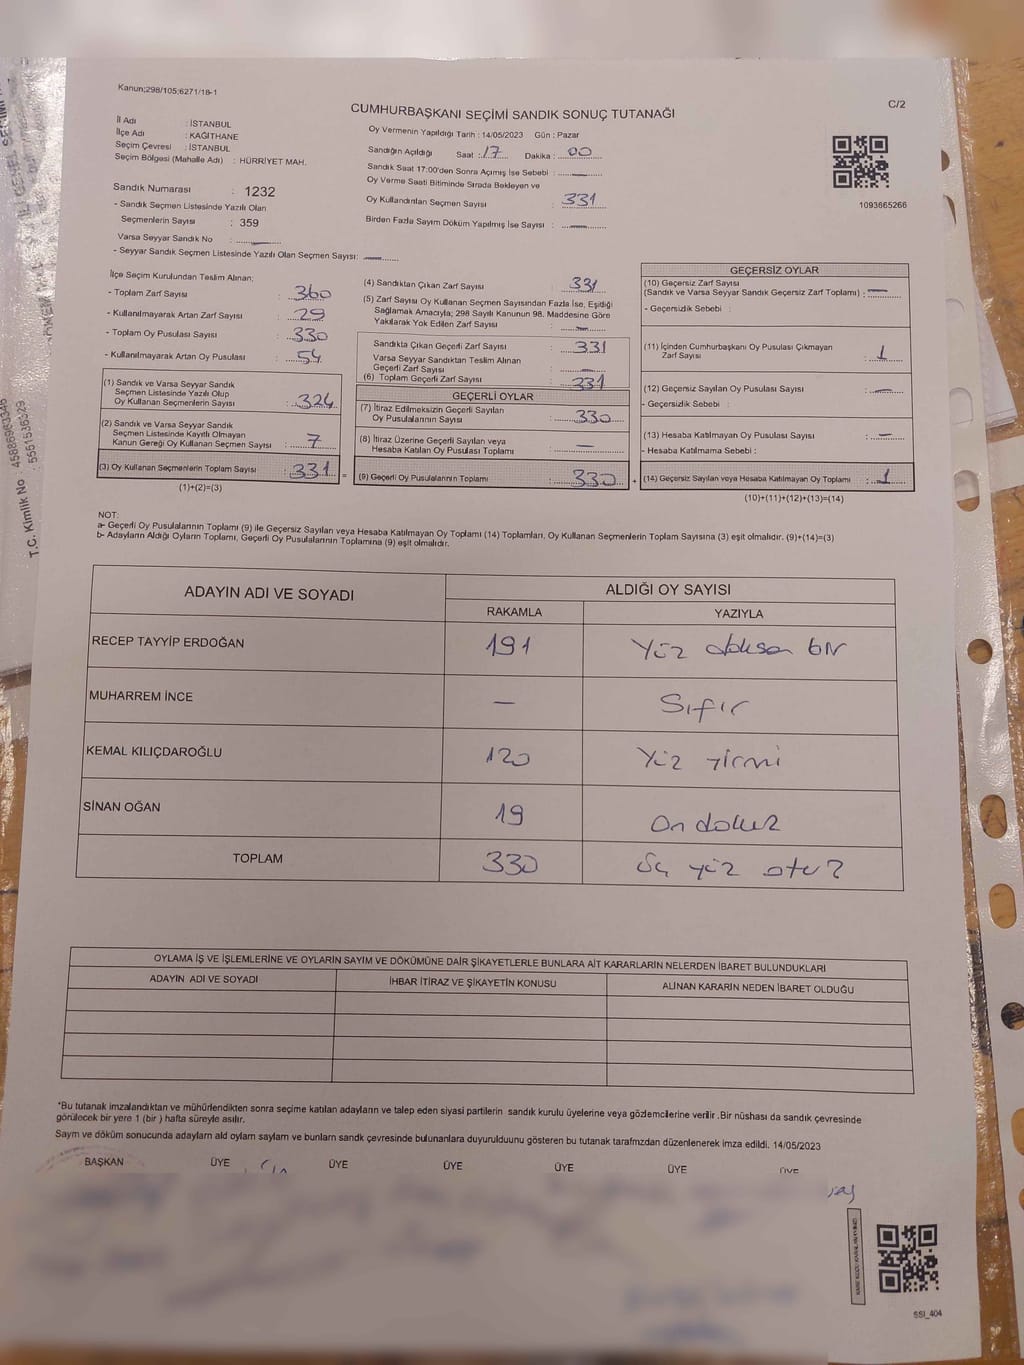 Kanun;298/105;6271/18-1
C/2
CUMHURBAŞKANI SEÇİMİ SANDIK SONUÇ TUTANAĞI
İl Adı : İSTANBUL
İlçe Adı : KAĞITHANE
Seçim Çevresi : İSTANBUL
Seçim Bölgesi (Mahalle Adı) : HÜRRİYET MAH.
Sandık Numarası : 1232
- Sandık Seçmen Listesinde Yazılı Olan
Seçmenlerin Sayısı : 359
Varsa Seyyar Sandık No :
- Seyyar Sandık Seçmen Listesinde Yazılı Olan Seçmen Sayısı:
Oy Vermenin Yapıldığı Tarih : 14/05/2023 Gün : Pazar
Sandığın Açıldığı Saat : 17 Dakika : 00
Sandık Saat 17:00'den Sonra Açımış İse Sebebi :
Oy Verme Saati Bitiminde Sırada Bekleyen ve
Oy Kullandırılan Seçmen Sayısı : 331
Birden Fazla Sayım Döküm Yapılmış İse Sayısı :
1093665266
İlçe Seçim Kurulundan Teslim Alınan;
- Toplam Zarf Sayısı : 360
- Kullanılmayarak Artan Zarf Sayısı : 29
- Toplam Oy Pusulası Sayısı : 330
- Kullanılmayarak Artan Oy Pusulası : 54
(1) Sandık ve Varsa Seyyar Sandık
Seçmen Listesinde Yazılı Olup
Oy Kullanan Seçmenlerin Sayısı : 324
(2) Sandık ve Varsa Seyyar Sandık
Seçmen Listesinde Kayıtlı Olmayan
Kanun Gereği Oy Kullanan Seçmen Sayısı : 7
(3) Oy Kullanan Seçmenlerin Toplam Sayısı : 331 =
(1)+(2)=(3)
(4) Sandıktan Çıkan Zarf Sayısı : 331
(5) Zarf Sayısı Oy Kullanan Seçmen Sayısından Fazla İse, Eşidiği
Sağlamak Amacıyla; 298 Sayılı Kanunun 98. Maddesine Göre
Yakılarak Yok Edilen Zarf Sayısı :
Sandıkta Çıkan Geçerli Zarf Sayısı : 331
Varsa Seyyar Sandıktan Teslim Alınan
Geçerli Zarf Sayısı :
(6) Toplam Geçerli Zarf Sayısı : 331
GEÇERLİ OYLAR
(7) İtiraz Edilmeksizin Geçerli Sayılan
Oy Pusulalarının Sayısı : 330
(8) İtiraz Üzerine Geçerli Sayılan veya
Hesaba Katılan Oy Pusulası Toplamı :
(9) Geçerli Oy Pusulalarının Toplamı : 330 +
GEÇERSİZ OYLAR
(10) Geçersiz Zarf Sayısı
(Sandık ve Varsa Seyyar Sandık Geçersiz Zarf Toplamı) :
- Geçersizlik Sebebi :
(11) İçinden Cumhurbaşkanı Oy Pusulası Çıkmayan
Zarf Sayısı : 1
(12) Geçersiz Sayılan Oy Pusulası Sayısı :
- Geçersizlik Sebebi :
(13) Hesaba Katılmayan Oy Pusulası Sayısı :
- Hesaba Katılmama Sebebi :
(14) Geçersiz Sayılan veya Hesaba Katılmayan Oy Toplamı : 1
(10)+(11)+(12)+(13)=(14)
NOT:
a- Geçerli Oy Pusulalarının Toplamı (9) ile Geçersiz Sayılan veya Hesaba Katılmayan Oy Toplamı (14) Toplamları, Oy Kullanan Seçmenlerin Toplam Sayısına (3) eşit olmalıdır. (9)+(14)=(3)
b- Adayların Aldığı Oyların Toplamı, Geçerli Oy Pusulalarının Toplamına (9) eşit olmalıdır.
ADAYIN ADI VE SOYADI
ALDIĞI OY SAYISI
RAKAMLA YAZIYLA
RECEP TAYYİP ERDOĞAN 191 Yüz doksan bir
MUHARREM İNCE — Sıfır
KEMAL KILIÇDAROĞLU 120 Yüz yirmi
SİNAN OĞAN 19 On dokuz
TOPLAM 330 Üç yüz otuz
OYLAMA İŞ VE İŞLEMLERİNE VE OYLARIN SAYIM VE DÖKÜMÜNE DAİR ŞİKAYETLERLE BUNLARA AİT KARARLARIN NELERDEN İBARET BULUNDUKLARI
ADAYIN ADI VE SOYADI İHBAR İTİRAZ VE ŞİKAYETİN KONUSU ALINAN KARARIN NEDEN İBARET OLDUĞU
*Bu tutanak imzalandıktan ve mühürlendikten sonra seçime katılan adayların ve talep eden siyasi partilerin sandık kurulu üyelerine veya gözlemcilerine verilir .Bir nüshası da sandık çevresinde
görülecek bir yere 1 (bir ) hafta süreyle asılır.
Sayım ve döküm sonucunda adayların ald oyların sayların ve bunların sandk çevresinde bulunanlara duyurulduunu gösteren bu tutanak tarafmzdan düzenlenerek imza edildi. 14/05/2023
BAŞKAN ÜYE ÜYE ÜYE ÜYE ÜYE ÜYE
SSI_404
T.C. Kimlik No : 45886963346
: 5551536529